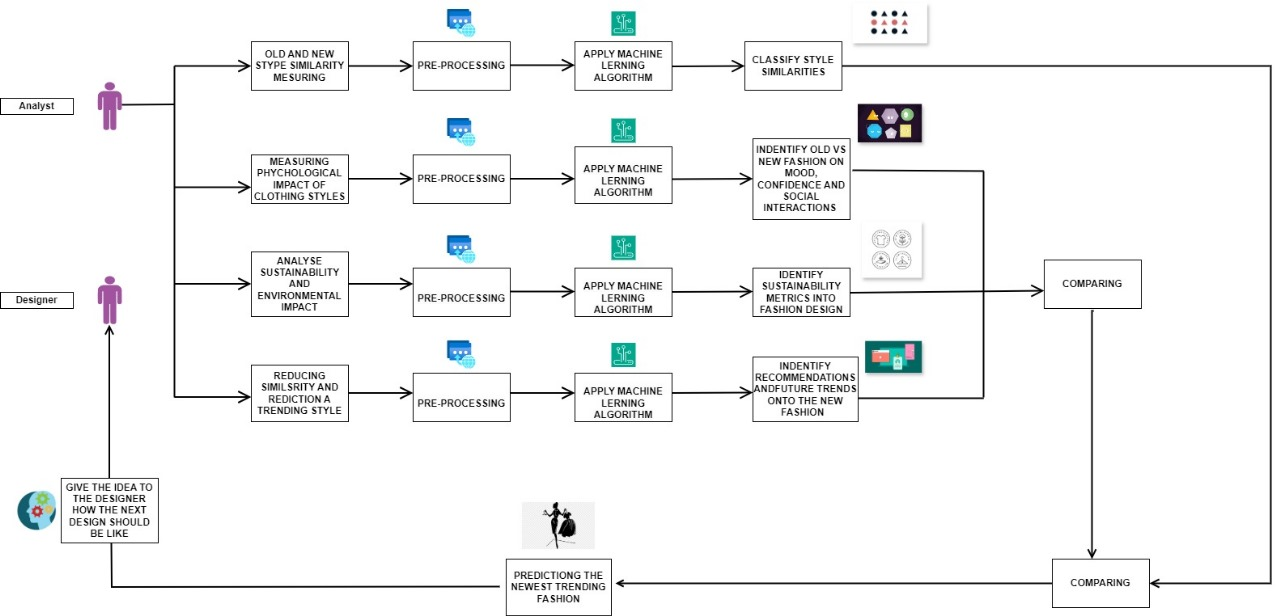 OLD AND NEW
STYPE SIMILARITY
MESURING
PRE-PROCESSING
APPLY MACHINE
LERNING
ALGORITHM
CLASSIFY STYLE
SIMILARITIES
Analyst
MEASURING
PHYCHOLOGICAL
IMPACT OF
CLOTHING STYLES
PRE-PROCESSING
APPLY MACHINE
LERNING
ALGORITHM
INDENTIFY OLD VS
NEW FASHION ON
MOOD,
CONFIDENCE AND
SOCIAL
INTERACTIONS
Designer
ANALYSE
SUSTAINABILITY
AND
ENVIRONMENTAL
IMPACT
PRE-PROCESSING
APPLY MACHINE
LERNING
ALGORITHM
IDENTIFY
SUSTAINABILITY
METRICS INTO
FASHION DESIGN
COMPARING
REDUCING
SIMILSRITY AND
REDICTION A
TRENDING STYLE
PRE-PROCESSING
APPLY MACHINE
LERNING
ALGORITHM
INDENTIFY
RECOMMENDATIONS
ANDFUTURE TRENDS
ONTO THE NEW
FASHION
GIVE THE IDEA TO
THE DESIGNER
HOW THE NEXT
DESIGN SHOULD
BE LIKE
PREDICTIONG THE
NEWEST TRENDING
FASHION
COMPARING